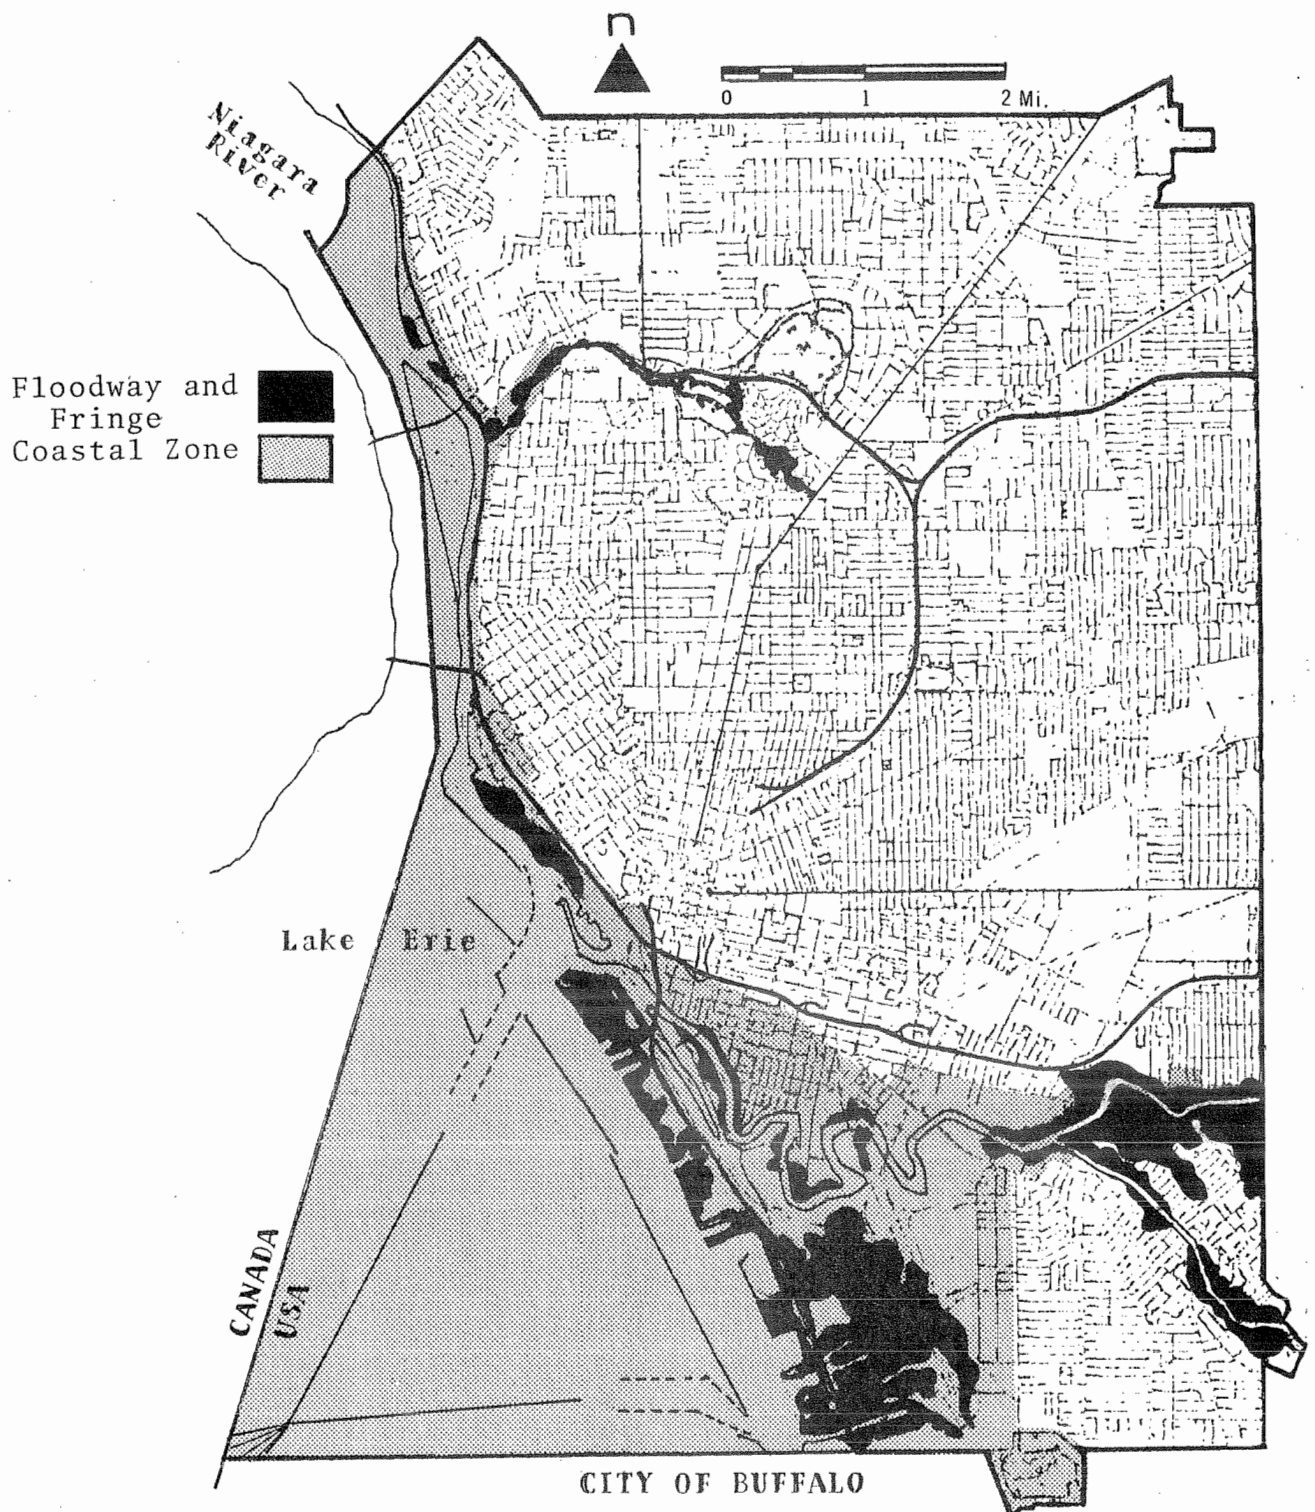 n
0 1 2 Mi.
Niagara
River
Floodway and
Fringe
Coastal Zone
Lake Erie
CANADA
USA
CITY OF BUFFALO